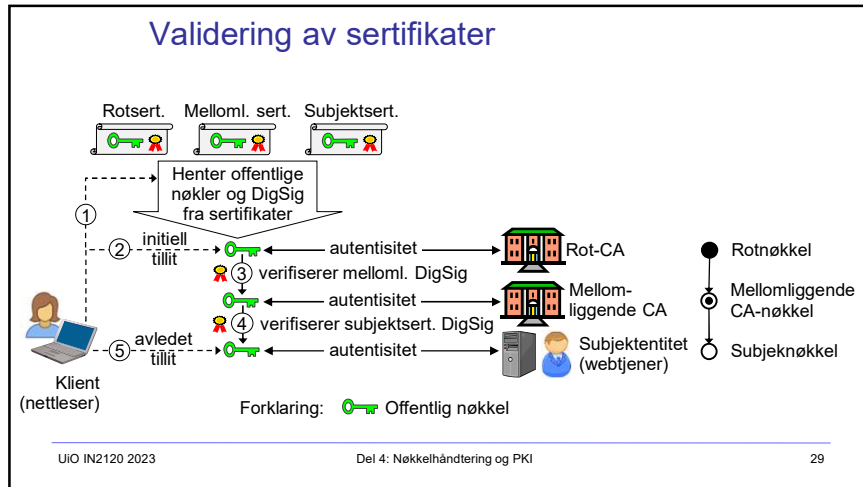 Validering av sertifikater
Rotsert. Melloml. sert. Subjektsert.
Henter offentlige
nøkler og DigSig
fra sertifikater
1
2 initiell
tillit
autentisitet
Rot-CA
3 verifiserer melloml. DigSig
autentisitet
Mellom-
liggende CA
4 verifiserer subjektsert. DigSig
5 avledet
tillit
autentisitet
Subjektentitet
(webtjener)
Klient
(nettleser)
Rotnøkkel
Mellomliggende
CA-nøkkel
Subjeknøkkel
Forklaring: Offentlig nøkkel
UiO IN2120 2023 Del 4: Nøkkelhåndtering og PKI 29